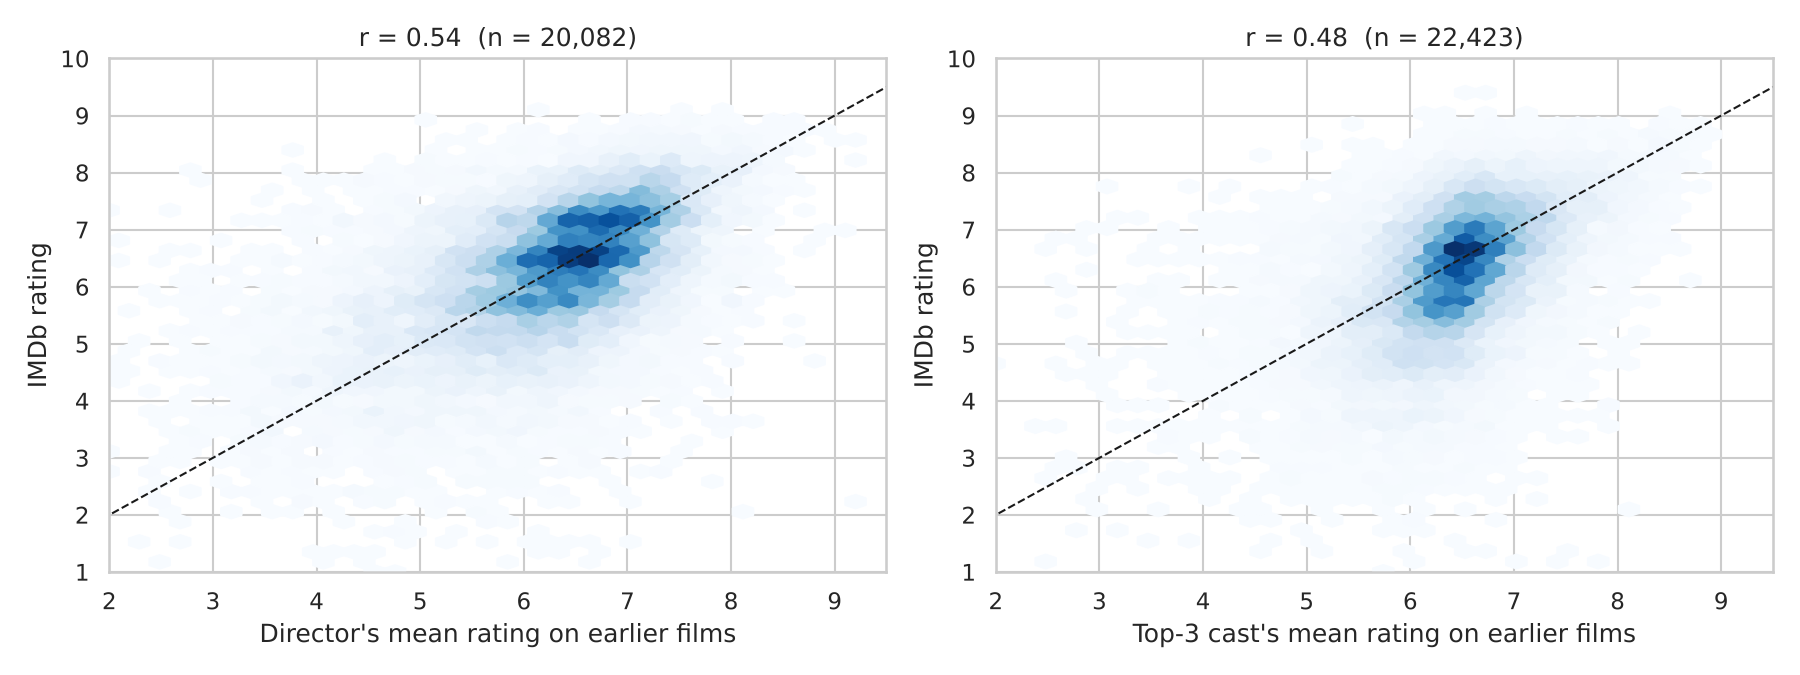 r = 0.54  (n = 20,082)
10
9
8
7
6
5
4
3
2
1
IMDb rating
2 3 4 5 6 7 8 9
Director's mean rating on earlier films
r = 0.48  (n = 22,423)
10
9
8
7
6
5
4
3
2
1
IMDb rating
2 3 4 5 6 7 8 9
Top-3 cast's mean rating on earlier films